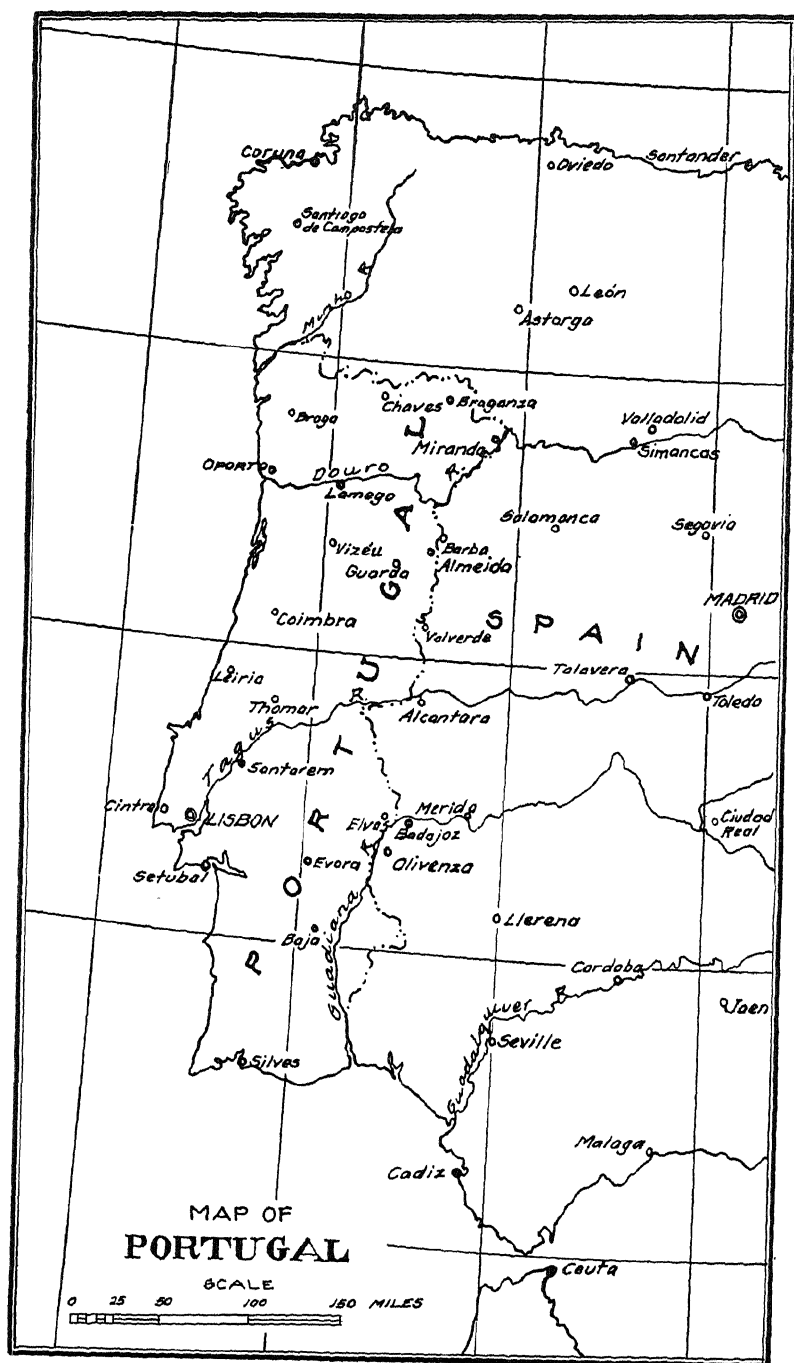 Coruna
Oviedo
Santander
Santiago
de Campostela
R
León
Astorga
Minho
Chaves
Braganza
Braga
Valladolid
L
Miranda
Simancas
OPORTO
Douro
R.
Lamego
A
Salamanca
Segovia
Vizéu
Barba
Guarda
Almeida
G
MADRID
Coimbra
SPAIN
Valverde
U
Talavera
Leiria
R
Thomar
Alcantara
Toledo
Tagus
T
Santarem
Cintra
LISBON
R
Elvas
Merida
Badajoz
Ciudad
Real
R
Setubal
Evora
Olivenza
O
Guadiana
Llerena
Baja
P
Cordoba
R
Jaen
Guadalquiver
Seville
Silves
Malaga
Cadiz
MAP OF
PORTUGAL
SCALE
Ceuta
0 25 50 100 150 MILES